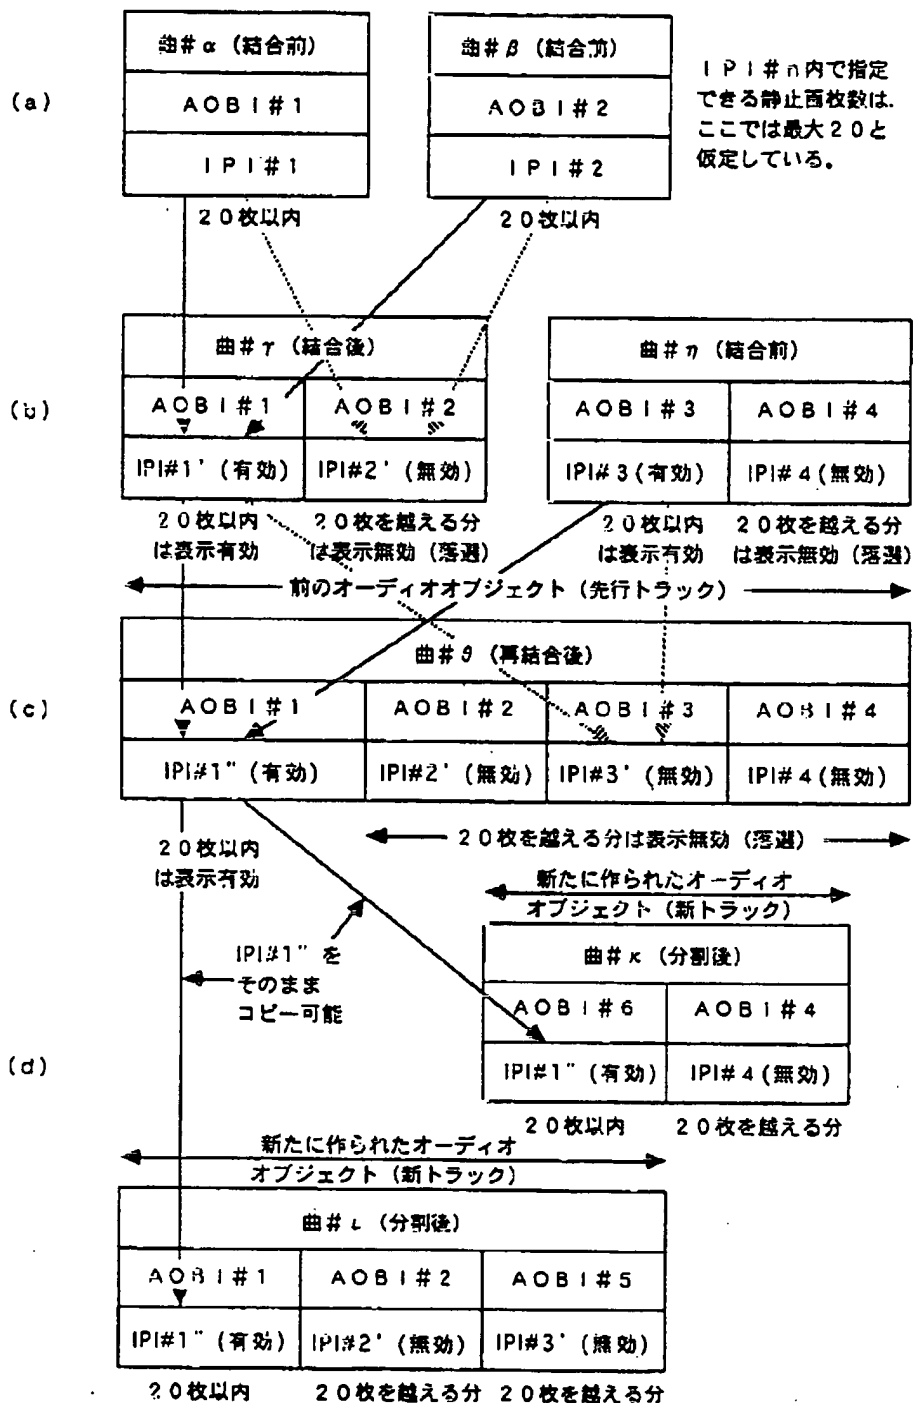 (a)
曲#α (結合前)
AOBI#1
IPI#1
20枚以内
曲#β (結合前)
AOBI#2
IPI#2
20枚以内
IPI#n内で指定
できる静止画枚数は、
ここでは最大20と
仮定している。
(b)
曲#γ (結合後)
AOBI#1
AOBI#2
IPI#1' (有効)
IPI#2' (無効)
20枚以内
は表示有効
20枚を越える分
は表示無効 (落選)
曲#η (結合前)
AOBI#3
AOBI#4
IPI#3 (有効)
IPI#4 (無効)
20枚以内
は表示有効
20枚を越える分
は表示無効 (落選)
前のオーディオオブジェクト (先行トラック)
(c)
曲#θ (再結合後)
AOBI#1
AOBI#2
AOBI#3
AOBI#4
IPI#1" (有効)
IPI#2' (無効)
IPI#3' (無効)
IPI#4 (無効)
20枚以内
は表示有効
20枚を越える分は表示無効 (落選)
IPI#1" を
そのまま
コピー可能
(d)
新たに作られたオーディオ
オブジェクト (新トラック)
曲#κ (分割後)
AOBI#6
AOBI#4
IPI#1" (有効)
IPI#4 (無効)
20枚以内
20枚を越える分
新たに作られたオーディオ
オブジェクト (新トラック)
曲#ι (分割後)
AOBI#1
AOBI#2
AOBI#5
IPI#1" (有効)
IPI#2' (無効)
IPI#3' (無効)
20枚以内
20枚を越える分
20枚を越える分